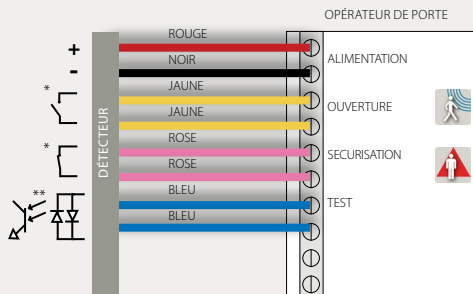 OPÉRATEUR DE PORTE
ROUGE
+
NOIR
ALIMENTATION
-
JAUNE
*
OUVERTURE
JAUNE
ROSE
*
SECURISATION
ROSE
BLEU
**
TEST
BLEU
DÉTECTEUR